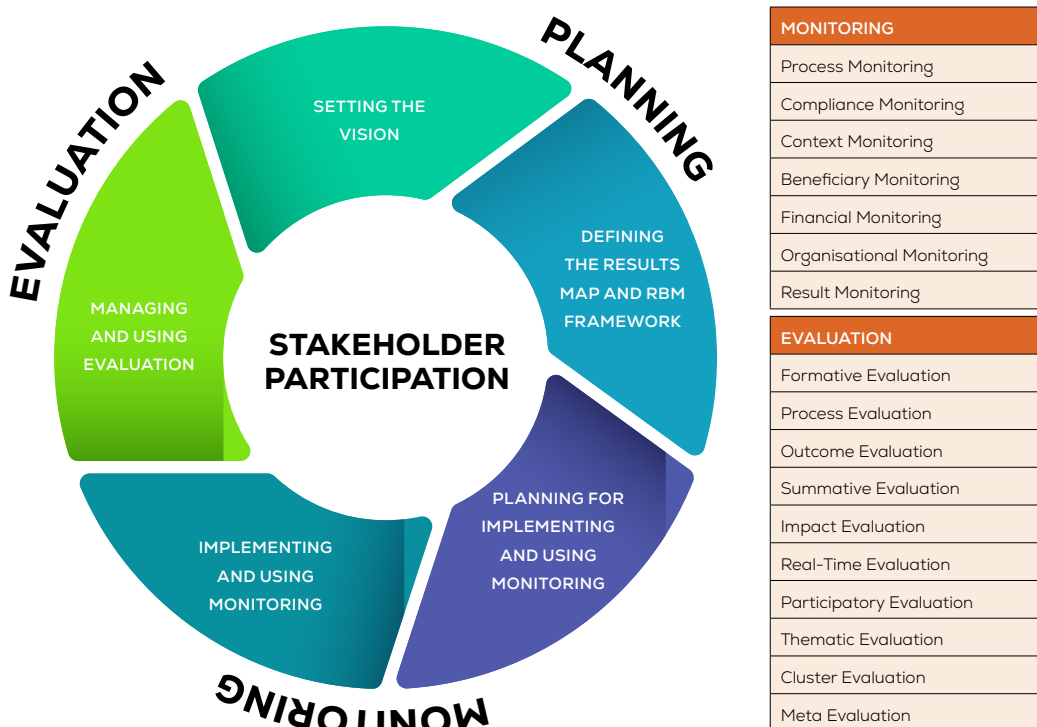 PLANNING
EVALUATION
MONITORING
SETTING THE
VISION
DEFINING
THE RESULTS
MAP AND RBM
FRAMEWORK
PLANNING FOR
IMPLEMENTING
AND USING
MONITORING
IMPLEMENTING
AND USING
MONITORING
MANAGING
AND USING
EVALUATION
STAKEHOLDER
PARTICIPATION
MONITORING
Process Monitoring
Compliance Monitoring
Context Monitoring
Beneficiary Monitoring
Financial Monitoring
Organisational Monitoring
Result Monitoring
EVALUATION
Formative Evaluation
Process Evaluation
Outcome Evaluation
Summative Evaluation
Impact Evaluation
Real-Time Evaluation
Participatory Evaluation
Thematic Evaluation
Cluster Evaluation
Meta Evaluation